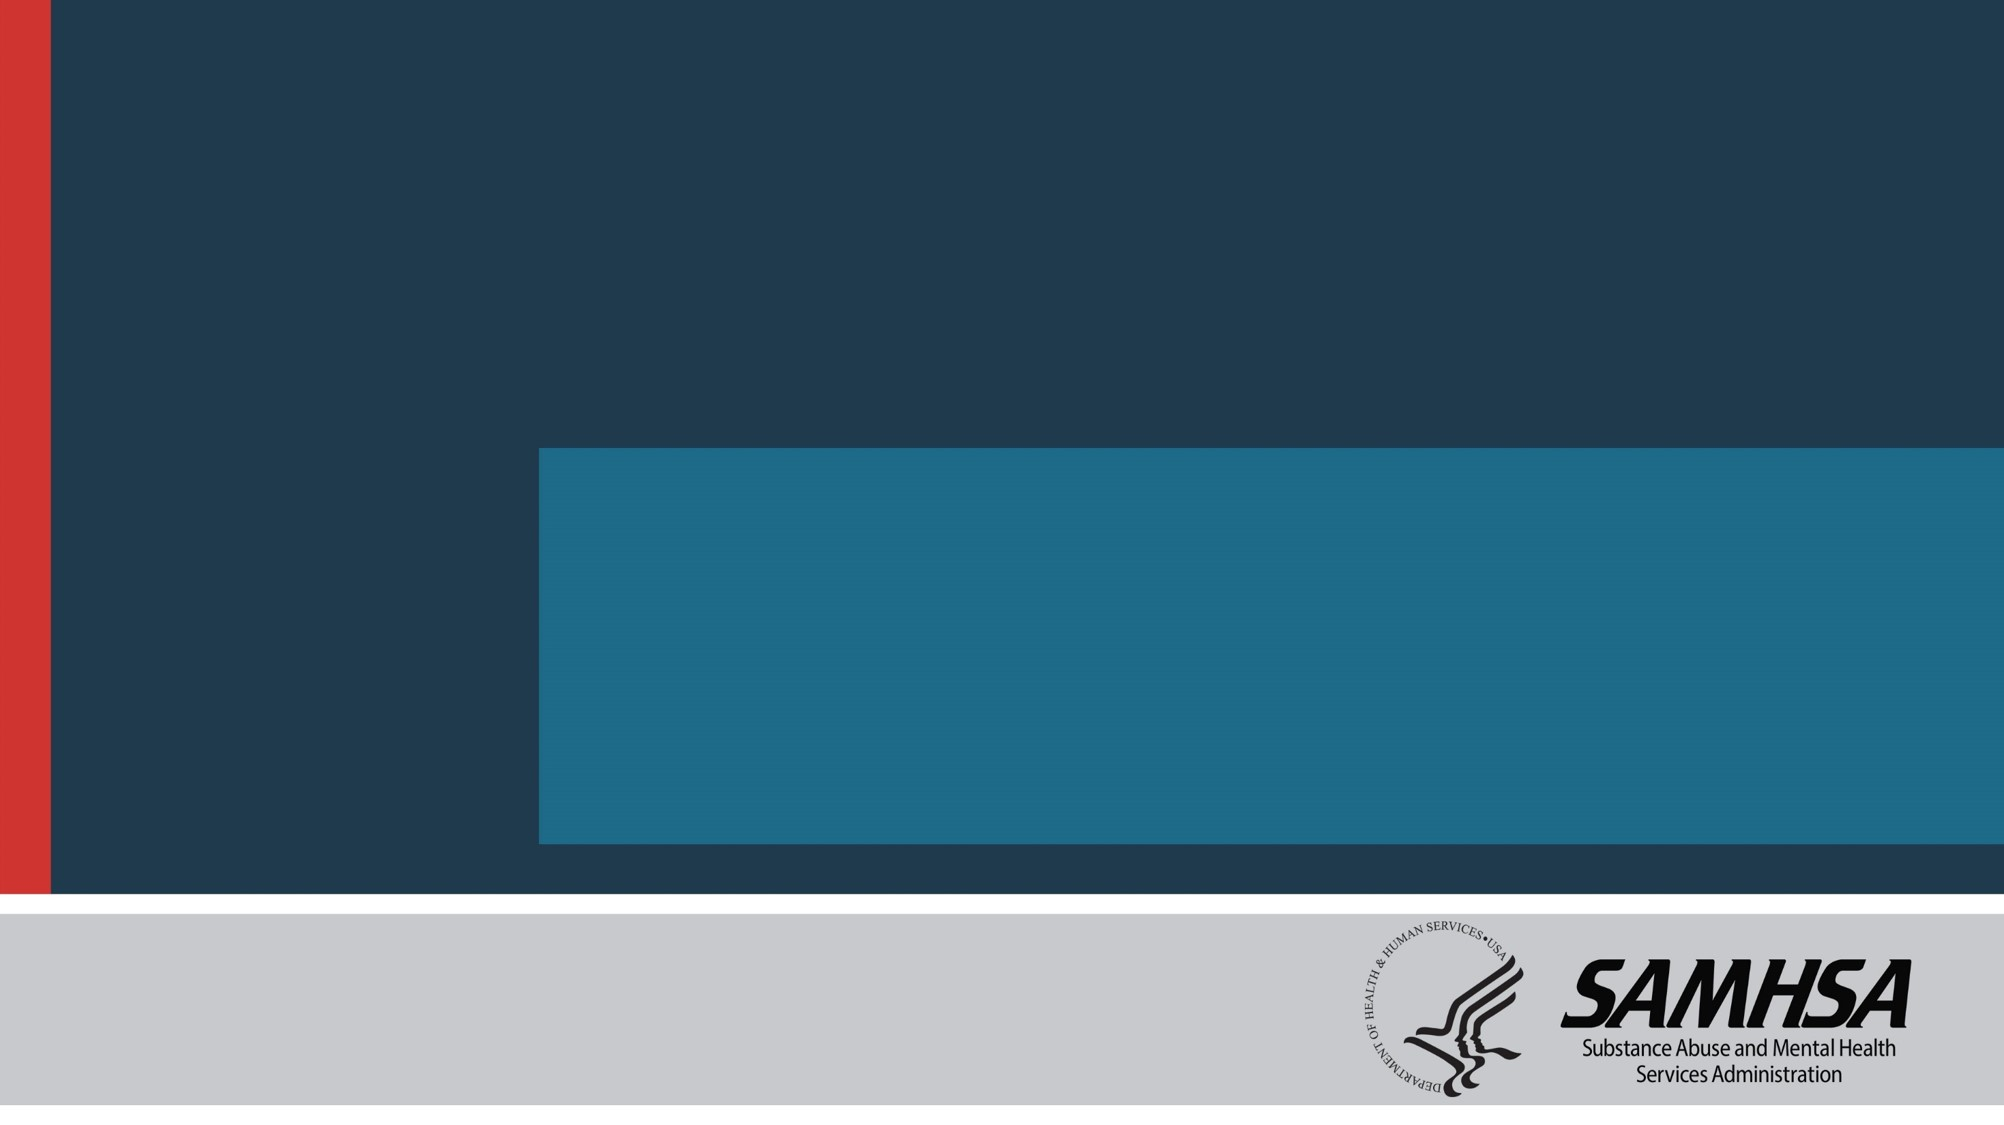 DEPARTMENT OF HEALTH & HUMAN SERVICES•USA
SAMHSA
Substance Abuse and Mental Health
Services Administration